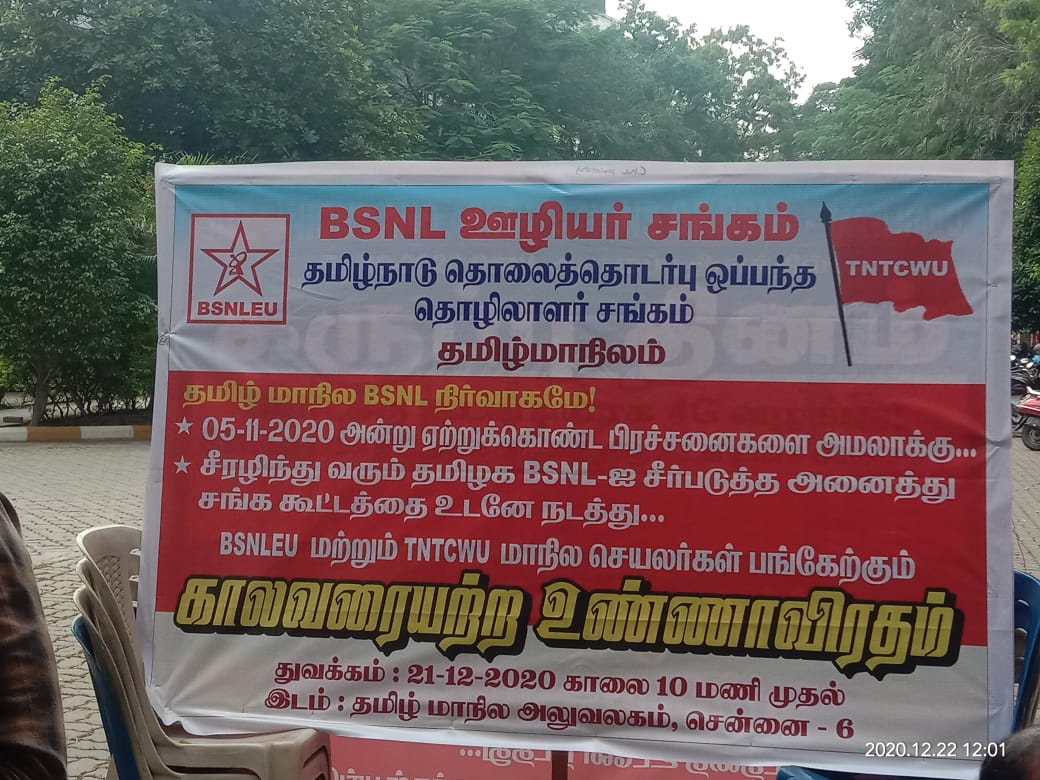 BSNL ஊழியர் சங்கம்
BSNLEU
TNTCWU
தமிழ்நாடு தொலைத்தொடர்பு ஒப்பந்த
தொழிலாளர் சங்கம்
தமிழ்மாநிலம்
தமிழ் மாநில BSNL நிர்வாகமே!
★ 05-11-2020 அன்று ஏற்றுக்கொண்ட பிரச்சனைகளை அமலாக்கு...
★ சீரழிந்து வரும் தமிழக BSNL-ஐ சீர்படுத்த அனைத்து
சங்க கூட்டத்தை உடனே நடத்து...
BSNLEU மற்றும் TNTCWU மாநில செயலர்கள் பங்கேற்கும்
காலவரையற்ற உண்ணாவிரதம்
துவக்கம் : 21-12-2020 காலை 10 மணி முதல்
இடம் : தமிழ் மாநில அலுவலகம், சென்னை - 6
2020.12.22 12:01